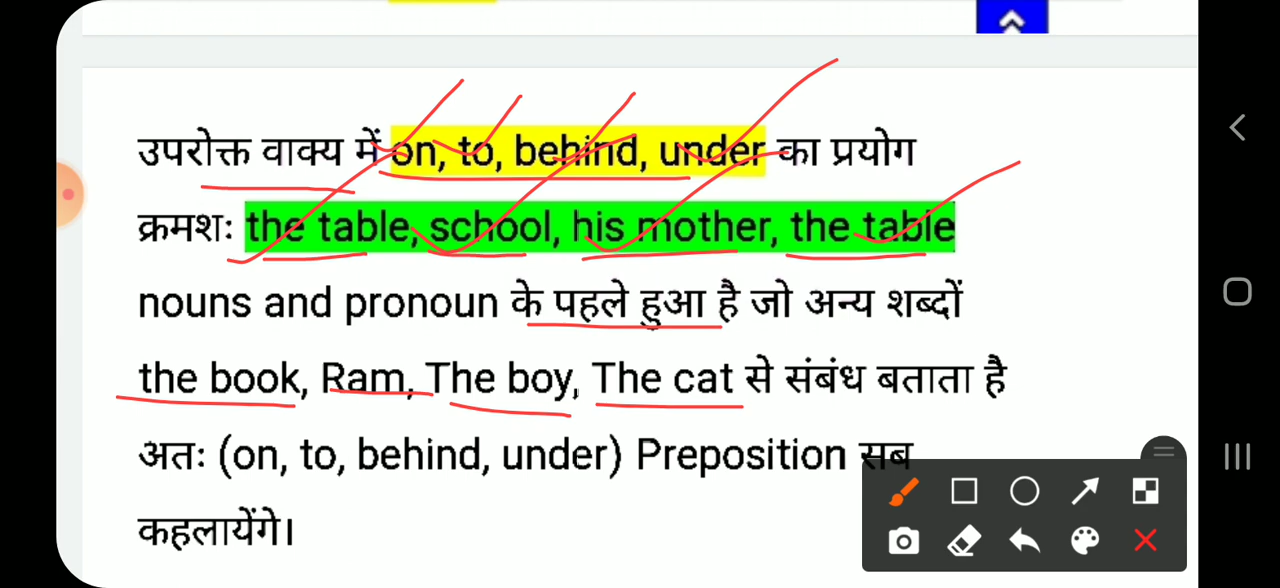 उपरोक्त वाक्य में on, to, behind, under का प्रयोग
क्रमशः the table, school, his mother, the table
nouns and pronoun के पहले हुआ है जो अन्य शब्दों
the book, Ram, The boy, The cat से संबंध बताता है
अतः (on, to, behind, under) Preposition सब
कहलायेंगे।